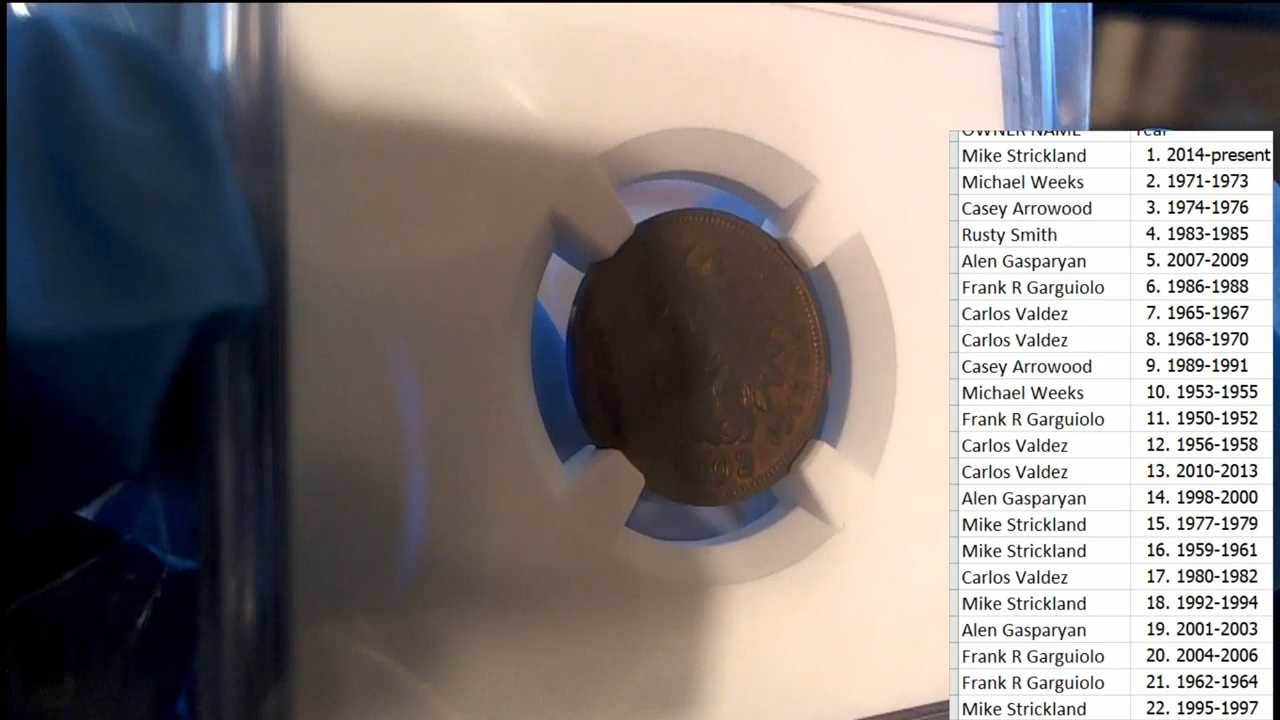 OWNER NAME Year
Mike Strickland 1. 2014-present
Michael Weeks 2. 1971-1973
Casey Arrowood 3. 1974-1976
Rusty Smith 4. 1983-1985
Alen Gasparyan 5. 2007-2009
Frank R Garguiolo 6. 1986-1988
Carlos Valdez 7. 1965-1967
Carlos Valdez 8. 1968-1970
Casey Arrowood 9. 1989-1991
Michael Weeks 10. 1953-1955
Frank R Garguiolo 11. 1950-1952
Carlos Valdez 12. 1956-1958
Carlos Valdez 13. 2010-2013
Alen Gasparyan 14. 1998-2000
Mike Strickland 15. 1977-1979
Mike Strickland 16. 1959-1961
Carlos Valdez 17. 1980-1982
Mike Strickland 18. 1992-1994
Alen Gasparyan 19. 2001-2003
Frank R Garguiolo 20. 2004-2006
Frank R Garguiolo 21. 1962-1964
Mike Strickland 22. 1995-1997